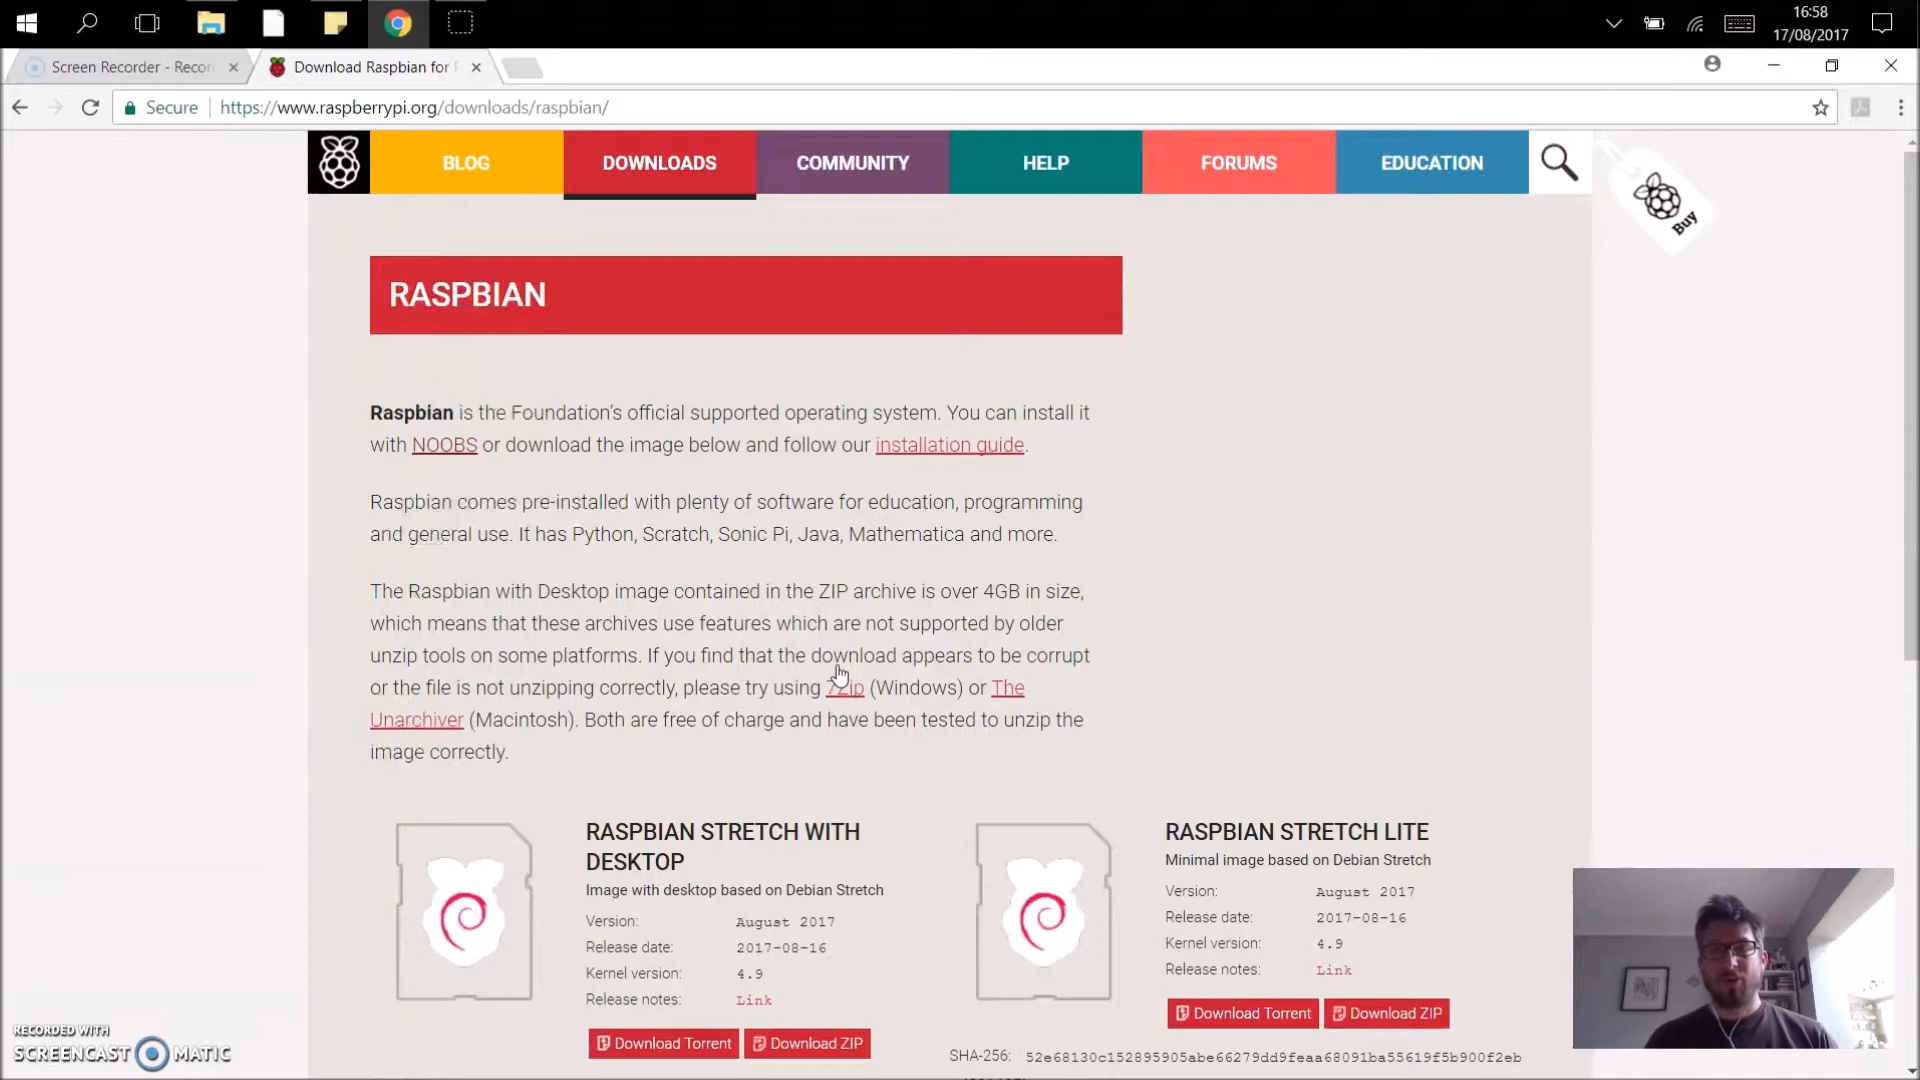 16:58
17/08/2017
Screen Recorder - Recor
Download Raspbian for
Secure
https://www.raspberrypi.org/downloads/raspbian/
BLOG
DOWNLOADS
COMMUNITY
HELP
FORUMS
EDUCATION
Buy
RASPBIAN
Raspbian is the Foundation's official supported operating system. You can install it
with NOOBS or download the image below and follow our installation guide.
Raspbian comes pre-installed with plenty of software for education, programming
and general use. It has Python, Scratch, Sonic Pi, Java, Mathematica and more.
The Raspbian with Desktop image contained in the ZIP archive is over 4GB in size,
which means that these archives use features which are not supported by older
unzip tools on some platforms. If you find that the download appears to be corrupt
or the file is not unzipping correctly, please try using 7Zip (Windows) or The
Unarchiver (Macintosh). Both are free of charge and have been tested to unzip the
image correctly.
RASPBIAN STRETCH WITH
DESKTOP
Image with desktop based on Debian Stretch
Version: August 2017
Release date: 2017-08-16
Kernel version: 4.9
Release notes: Link
Download Torrent
Download ZIP
RASPBIAN STRETCH LITE
Minimal image based on Debian Stretch
Version: August 2017
Release date: 2017-08-16
Kernel version: 4.9
Release notes: Link
Download Torrent
Download ZIP
SHA-256: 52e68130c152895905abe66279dd9feaa68091ba55619f5b900f2eb
RECORDED WITH
SCREENCAST MATIC